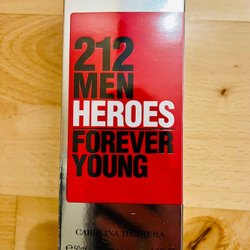 212
MEN
HEROES
FOREVER
YOUNG
CAROLINA HERRERA